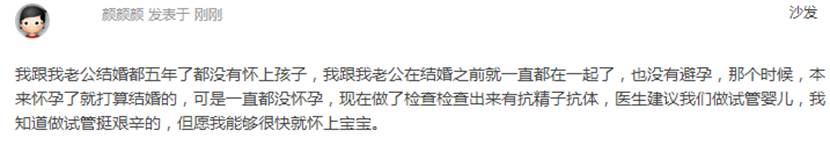 颜颜颜 发表于 刚刚
沙发
我跟我老公结婚都五年了都没有怀上孩子，我跟我老公在结婚之前就一直都在一起了，也没有避孕，那个时候，本
来怀孕了就打算结婚的，可是一直都没怀孕，现在做了检查检查出来有抗精子抗体，医生建议我们做试管婴儿，我
知道做试管挺艰辛的，但愿我能够很快就怀上宝宝。